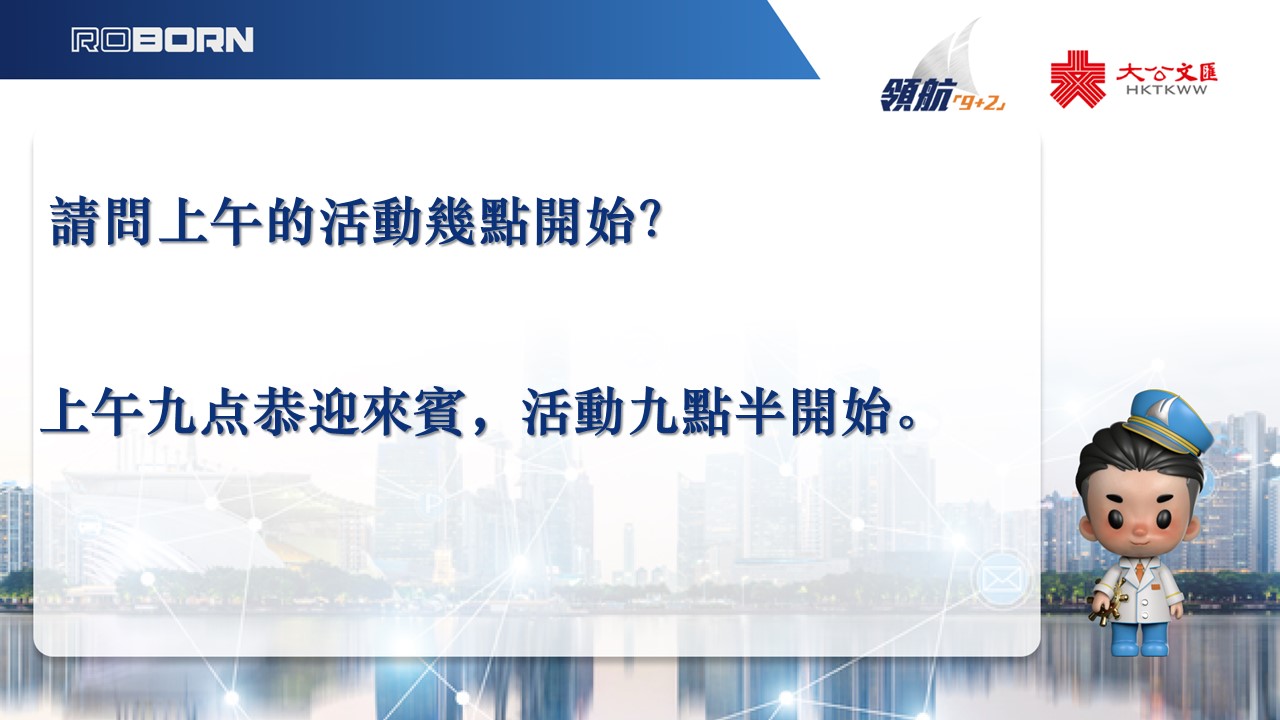 ROBORN
領航「9+2」
大公文匯
HKTKWW
請問上午的活動幾點開始?
上午九点恭迎來賓，活動九點半開始。